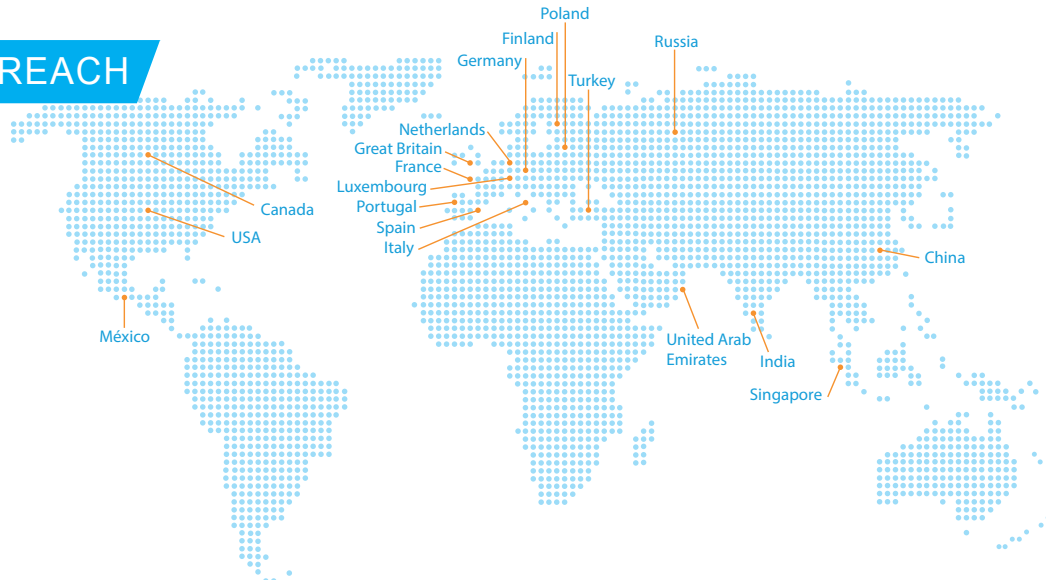 REACH
Poland
Finland
Russia
Germany
Turkey
Netherlands
Great Britain
France
Luxembourg
Canada
Portugal
Spain
USA
Italy
China
México
United Arab
Emirates
India
Singapore